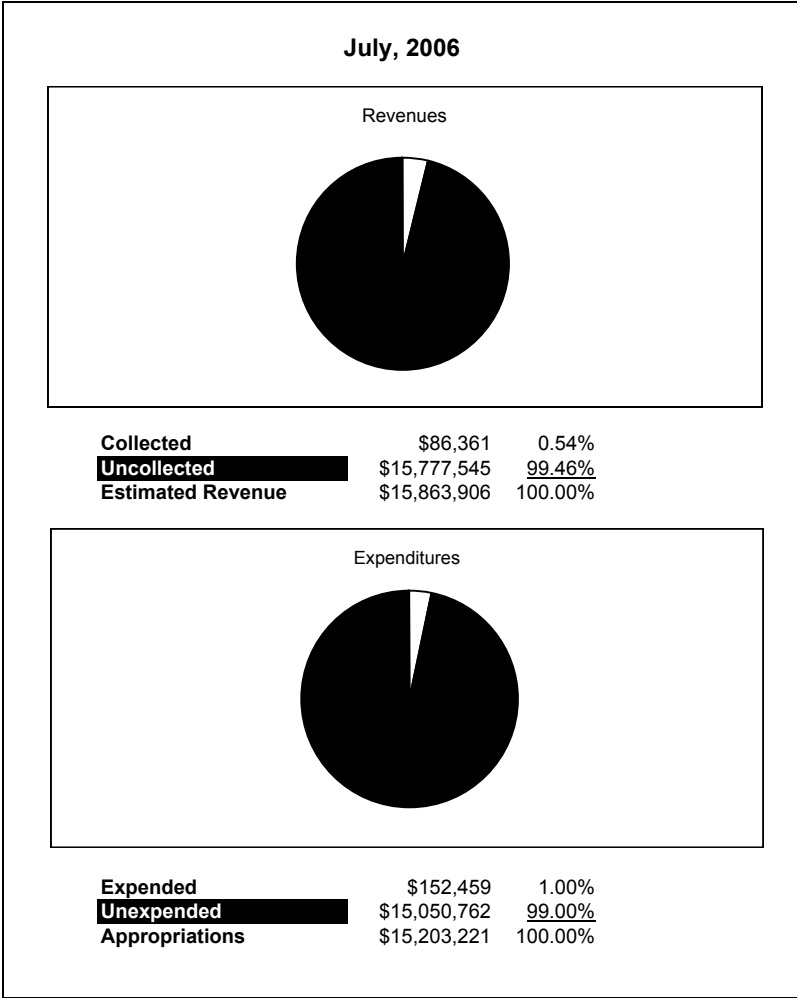 July, 2006
Revenues
Collected $86,361 0.54%
Uncollected $15,777,545 99.46%
Estimated Revenue $15,863,906 100.00%
Expenditures
Expended $152,459 1.00%
Unexpended $15,050,762 99.00%
Appropriations $15,203,221 100.00%